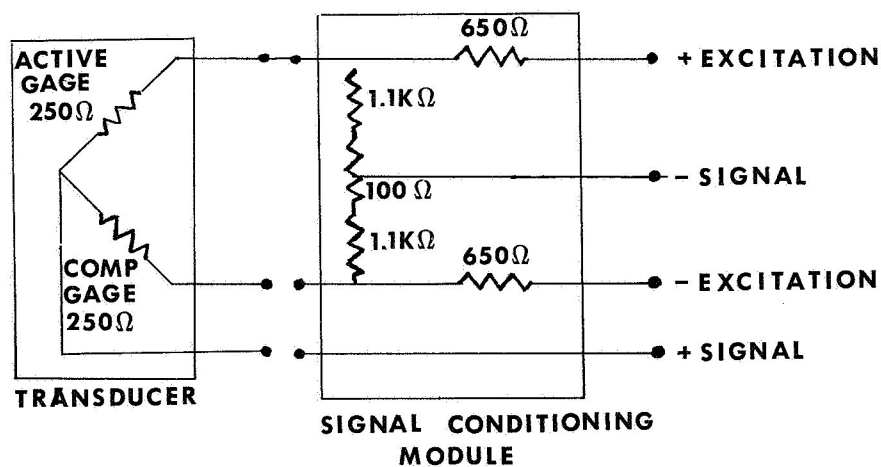 ACTIVE
GAGE
250Ω
COMP
GAGE
250Ω
TRANSDUCER
650Ω
1.1KΩ
100Ω
1.1KΩ
650Ω
SIGNAL CONDITIONING
MODULE
+ EXCITATION
- SIGNAL
- EXCITATION
+ SIGNAL